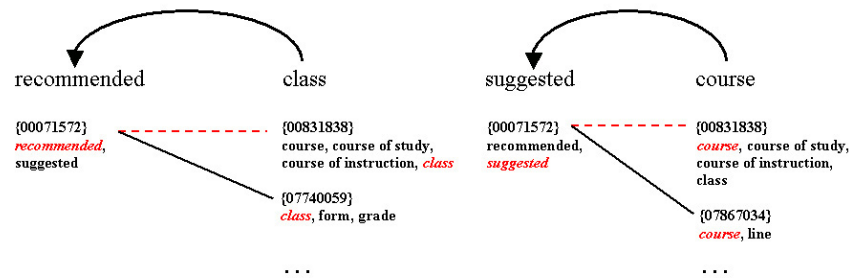 recommended
class
{00071572}
recommended,
suggested
{00831838}
course, course of study,
course of instruction, class
{07740059}
class, form, grade
...
suggested
course
{00071572}
recommended,
suggested
{00831838}
course, course of study,
course of instruction,
class
{07867034}
course, line
...